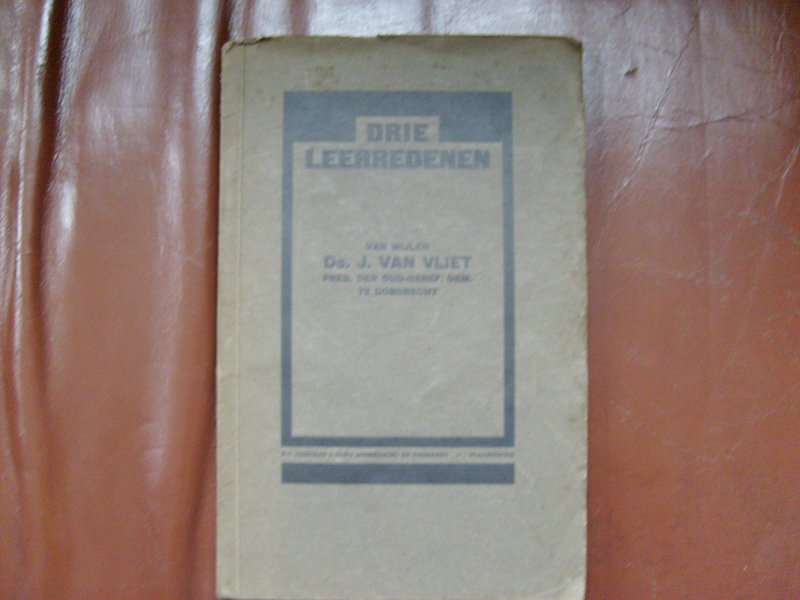 DRIE
LEERREDENEN
VAN WIJLEN
Ds. J. VAN VLIET
PRED. DER OUD-GEREF. GEM.
TE DORDRECHT